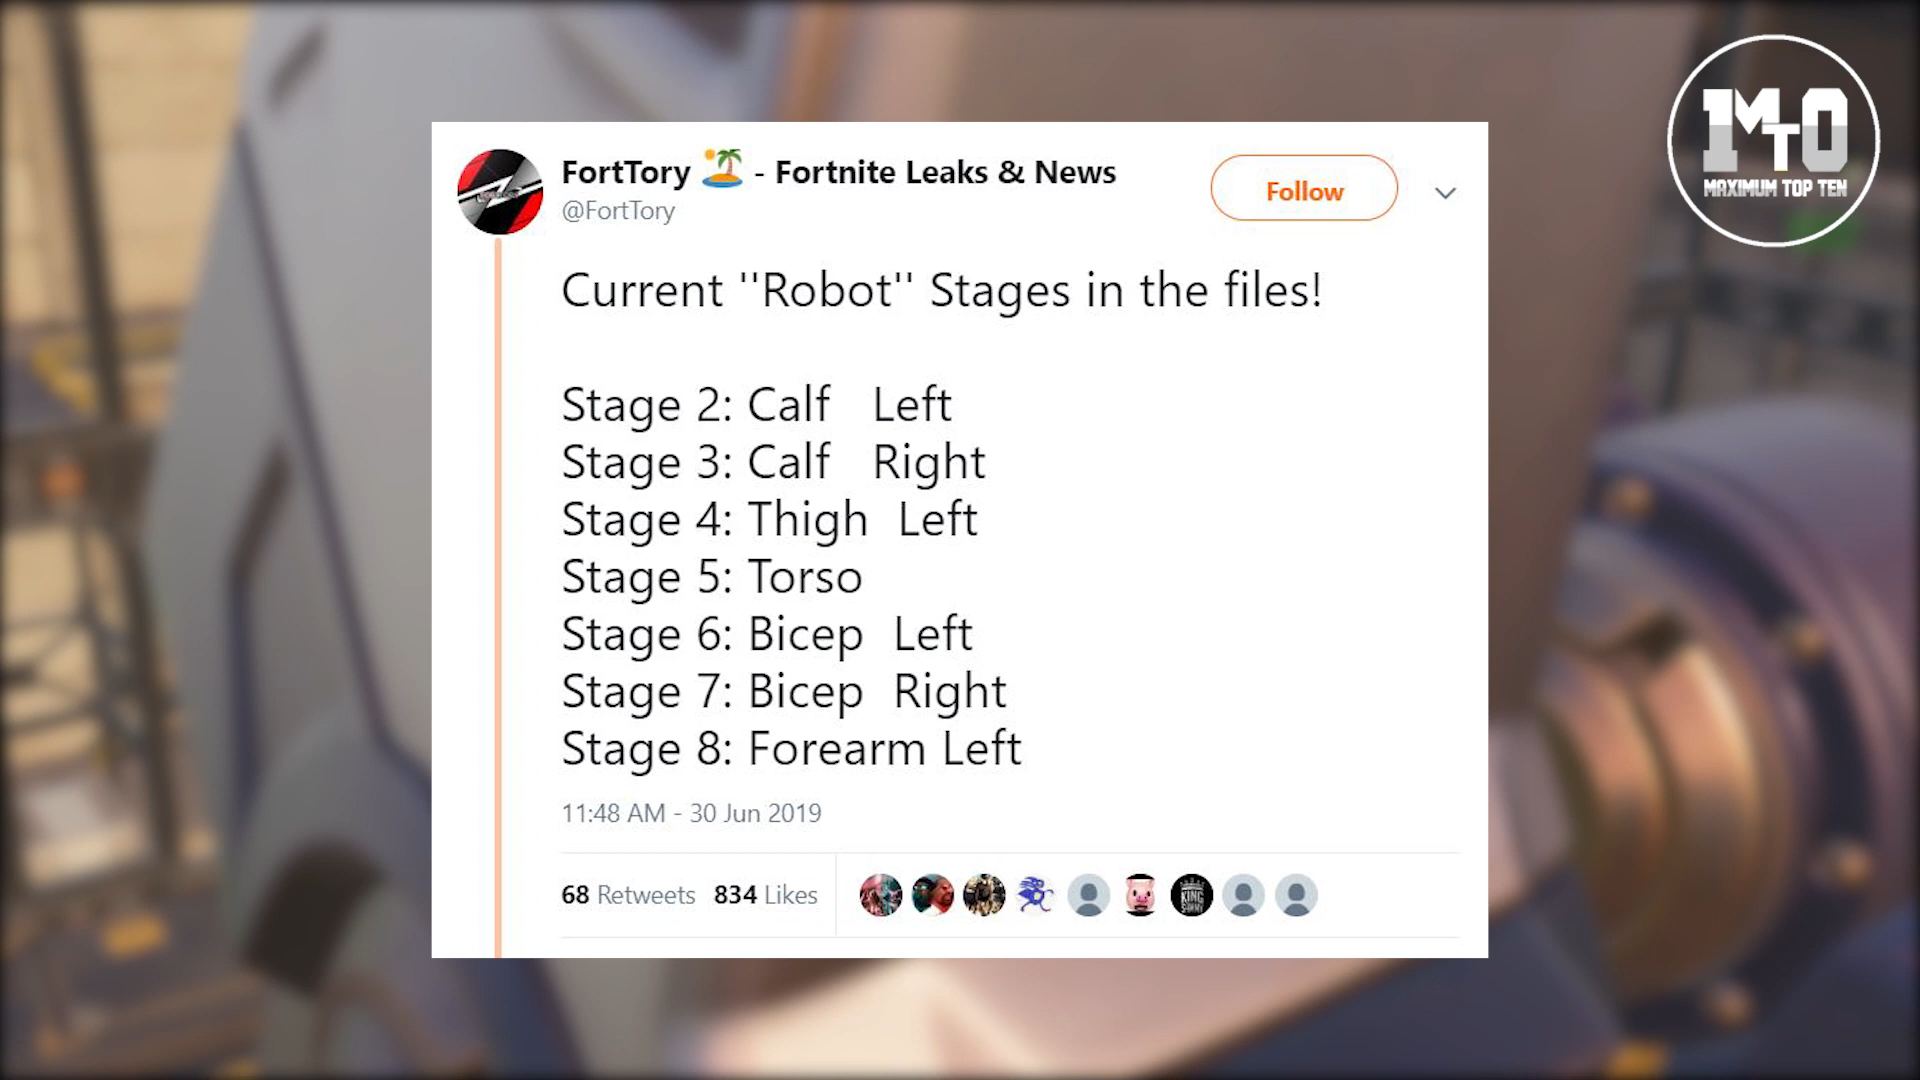 1MT0
MAXIMUM TOP TEN
FortTory - Fortnite Leaks & News
@FortTory
Follow
Current ''Robot'' Stages in the files!
Stage 2: Calf Left
Stage 3: Calf Right
Stage 4: Thigh Left
Stage 5: Torso
Stage 6: Bicep Left
Stage 7: Bicep Right
Stage 8: Forearm Left
11:48 AM - 30 Jun 2019
68 Retweets 834 Likes
KING